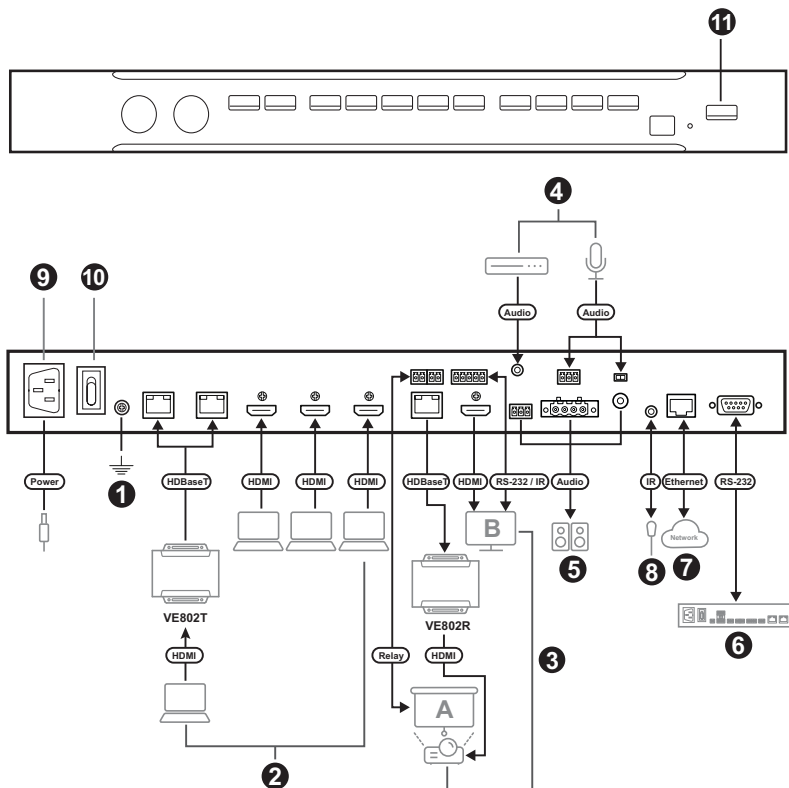 11
4
9
10
Audio
Audio
Power
1
HDBaseT
HDMI
HDMI
HDMI
HDBaseT
HDMI
RS-232 / IR
Audio
IR
Ethernet
RS-232
B
Network
5
8
7
VE802T
VE802R
6
HDMI
Relay
HDMI
3
A
2